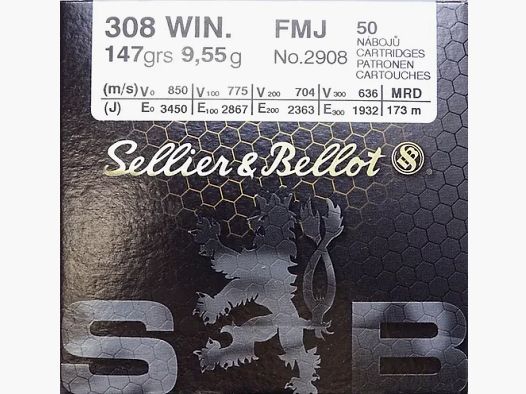 308 WIN. FMJ 50
147grs 9,55g No.2908 NÁBOJŮ
CARTRIDGES
PATRONEN
CARTOUCHES
(m/s) V0 850 V100 775 V200 704 V300 636 MRD
(J) E0 3450 E100 2867 E200 2363 E300 1932 173 m
Sellier & Bellot SB
S B